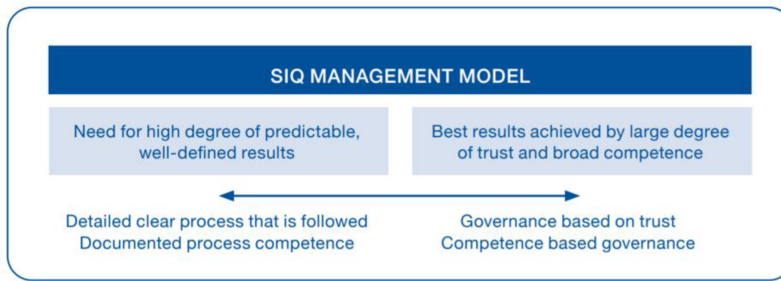 SIQ MANAGEMENT MODEL
Need for high degree of predictable,
well-defined results
Best results achieved by large degree
of trust and broad competence
Detailed clear process that is followed
Documented process competence
Governance based on trust
Competence based governance